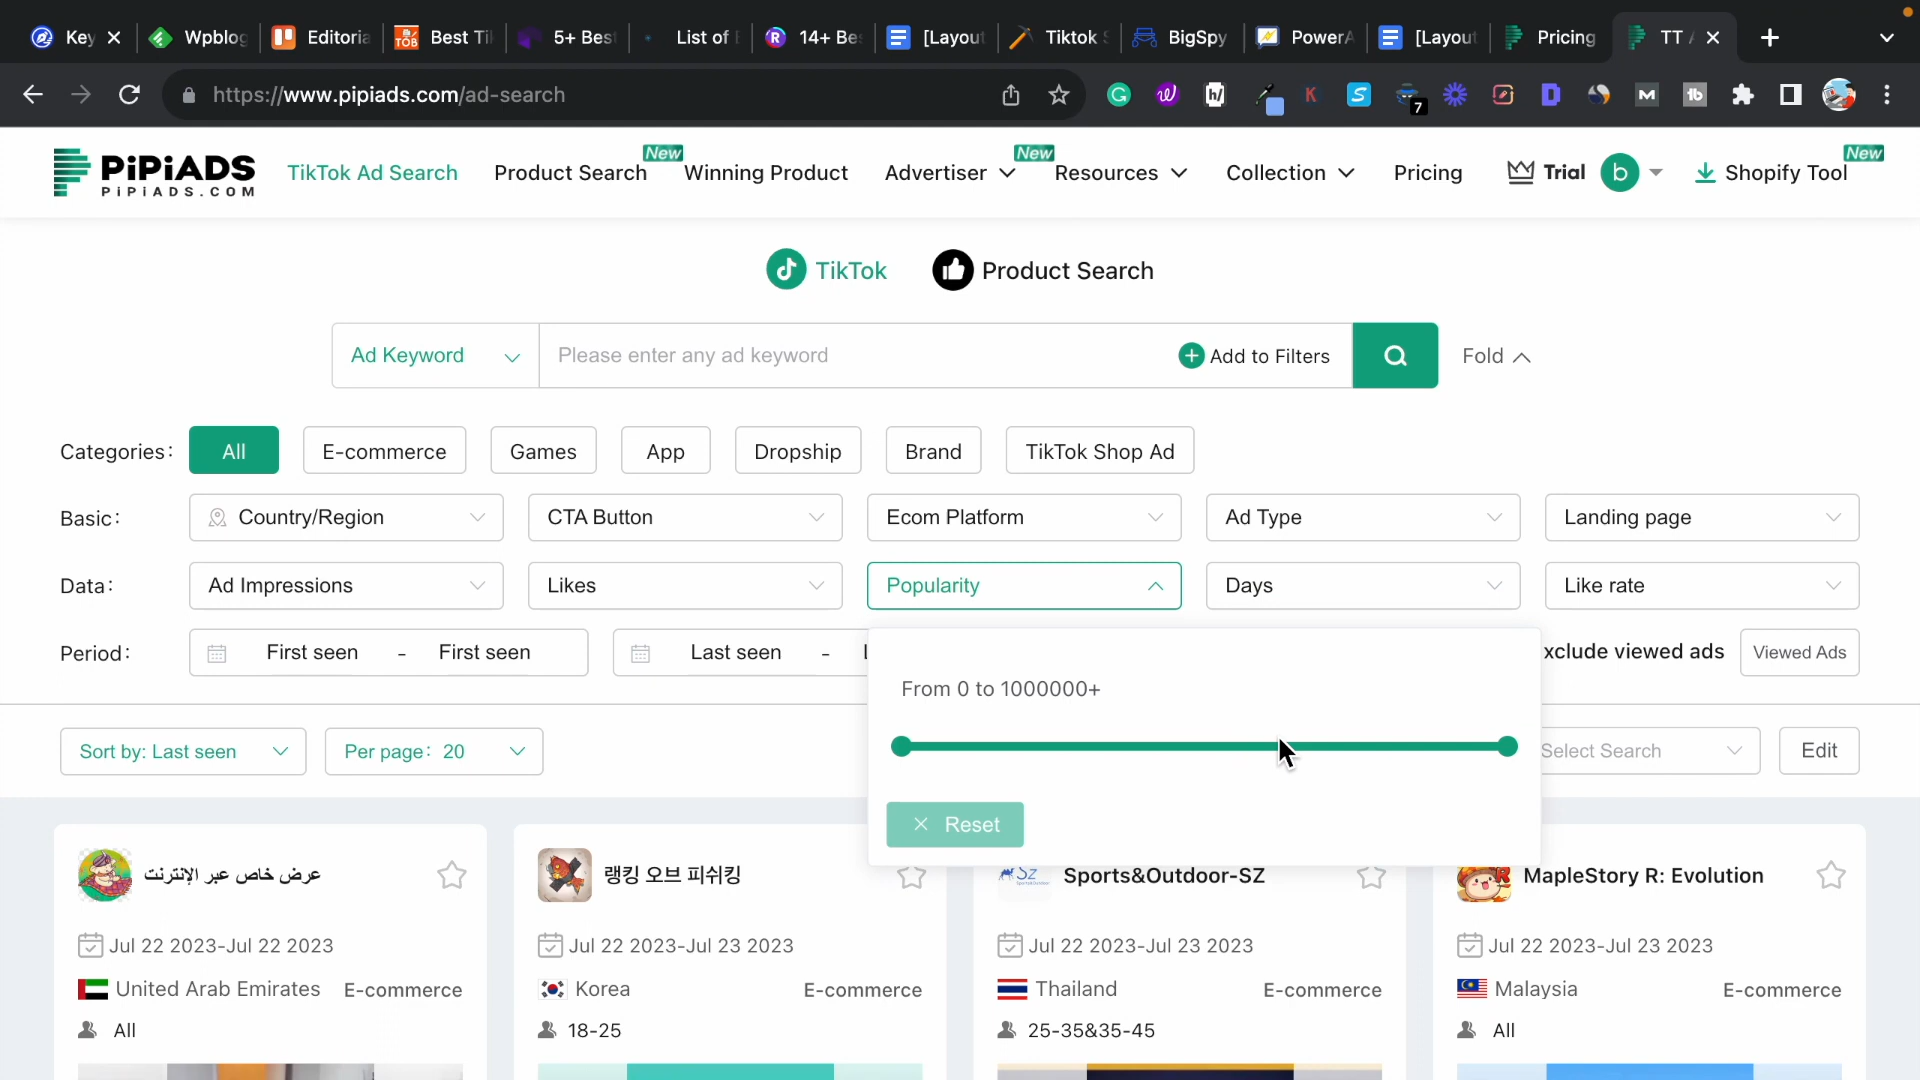 Key
Wpblog
Editoria
Best Ti
5+ Bes
List of
14+ Be
[Layout
Tiktok S
BigSpy
PowerA
[Layout
Pricing
TT A
https://www.pipiads.com/ad-search
7
PiPiADS
PiPiADS.COM
TikTok Ad Search
Product Search
New
Winning Product
Advertiser
New
Resources
Collection
Pricing
Trial
b
Shopify Tool
New
TikTok
Product Search
Ad Keyword
Please enter any ad keyword
Add to Filters
Fold
Categories:
All
E-commerce
Games
App
Dropship
Brand
TikTok Shop Ad
Basic:
Country/Region
CTA Button
Ecom Platform
Ad Type
Landing page
Data:
Ad Impressions
Likes
Popularity
Days
Like rate
Period:
First seen - First seen
Last seen -
xclude viewed ads
Viewed Ads
From 0 to 1000000+
Reset
Sort by: Last seen
Per page: 20
Select Search
Edit
عرض خاص عبر الإنترنت
Jul 22 2023-Jul 22 2023
United Arab Emirates
E-commerce
All
랭킹 오브 피쉬킹
Jul 22 2023-Jul 23 2023
Korea
E-commerce
18-25
SZ
Sports&Outdoor-SZ
Jul 22 2023-Jul 23 2023
Thailand
E-commerce
25-35&35-45
MapleStory R: Evolution
Jul 22 2023-Jul 23 2023
Malaysia
E-commerce
All